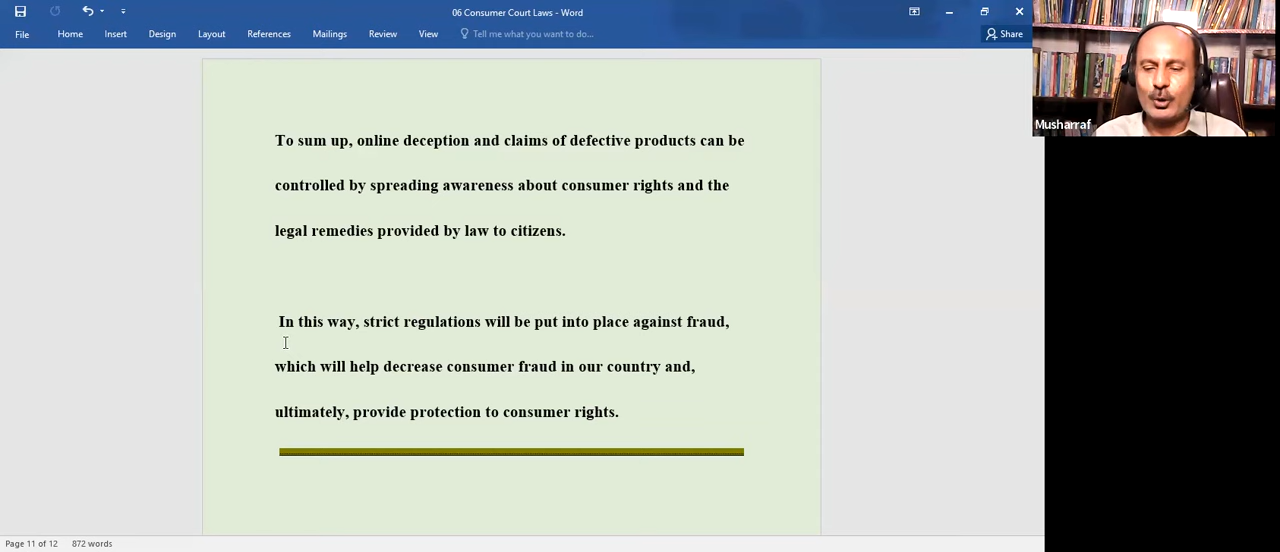 06 Consumer Court Laws - Word
File Home Insert Design Layout References Mailings Review View Tell me what you want to do... Share
Musharraf
To sum up, online deception and claims of defective products can be
controlled by spreading awareness about consumer rights and the
legal remedies provided by law to citizens.
In this way, strict regulations will be put into place against fraud,
which will help decrease consumer fraud in our country and,
ultimately, provide protection to consumer rights.
Page 11 of 12 872 words